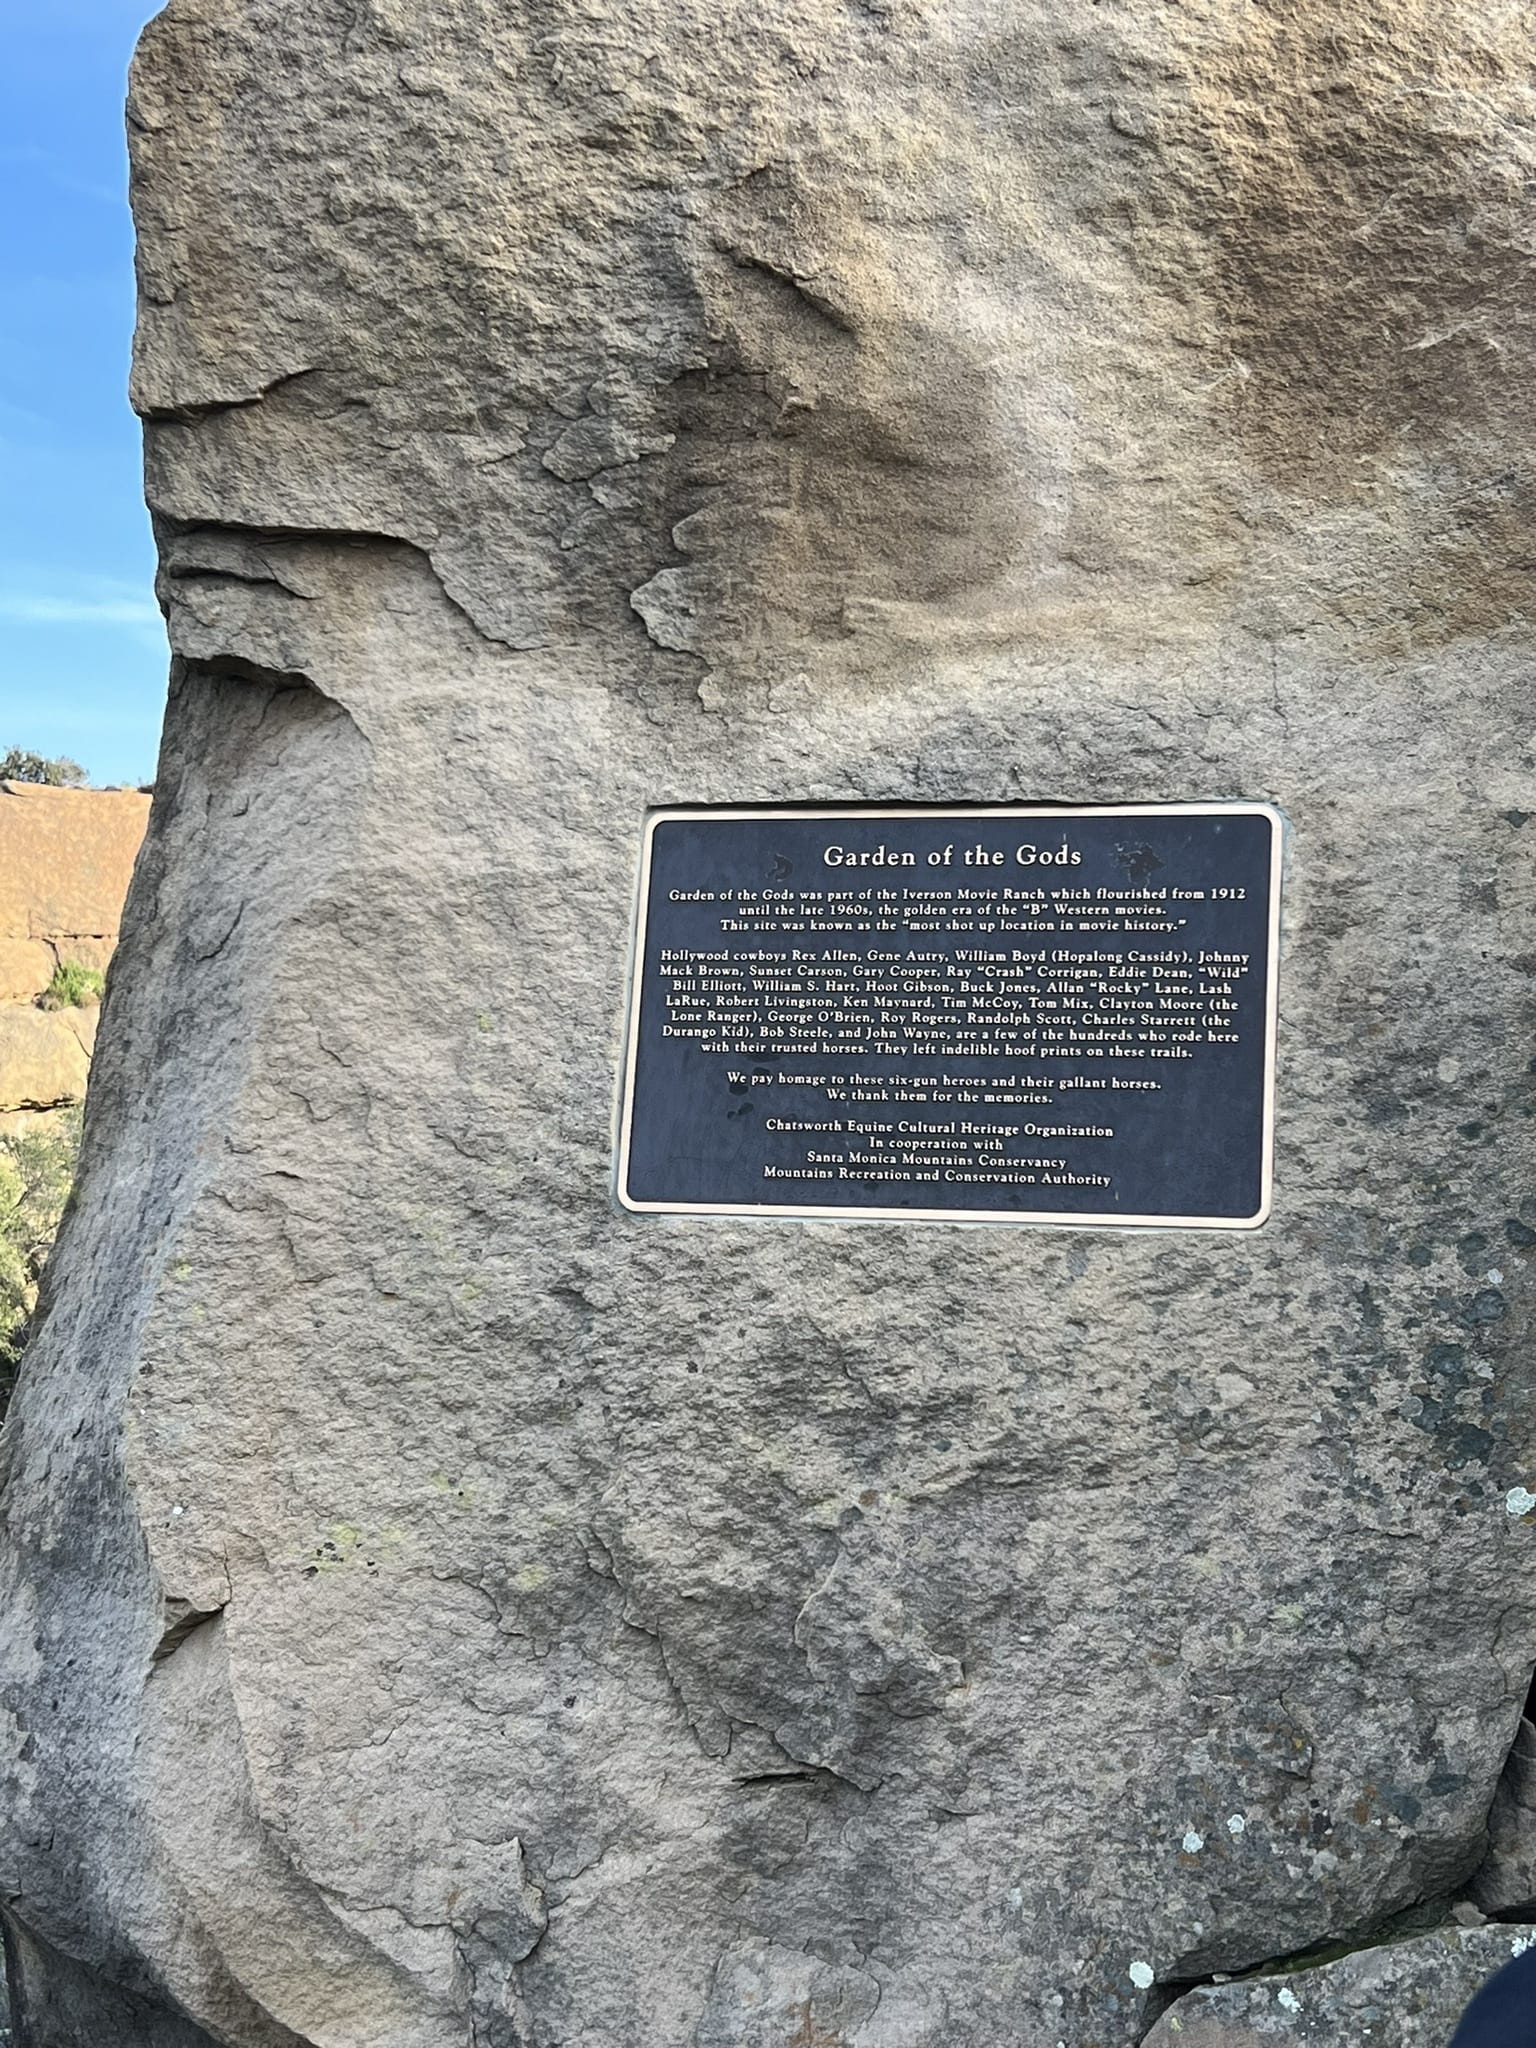 Garden of the Gods
Garden of the Gods was part of the Iverson Movie Ranch which flourished from 1912
until the late 1960s, the golden era of the “B” Western movies.
This site was known as the “most shot up location in movie history.”
Hollywood cowboys Rex Allen, Gene Autry, William Boyd (Hopalong Cassidy), Johnny
Mack Brown, Sunset Carson, Gary Cooper, Ray “Crash” Corrigan, Eddie Dean, “Wild”
Bill Elliott, William S. Hart, Hoot Gibson, Buck Jones, Allan “Rocky” Lane, Lash
LaRue, Robert Livingston, Ken Maynard, Tim McCoy, Tom Mix, Clayton Moore (the
Lone Ranger), George O'Brien, Roy Rogers, Randolph Scott, Charles Starrett (the
Durango Kid), Bob Steele, and John Wayne, are a few of the hundreds who rode here
with their trusted horses. They left indelible hoof prints on these trails.
We pay homage to these six-gun heroes and their gallant horses.
We thank them for the memories.
Chatsworth Equine Cultural Heritage Organization
In cooperation with
Santa Monica Mountains Conservancy
Mountains Recreation and Conservation Authority